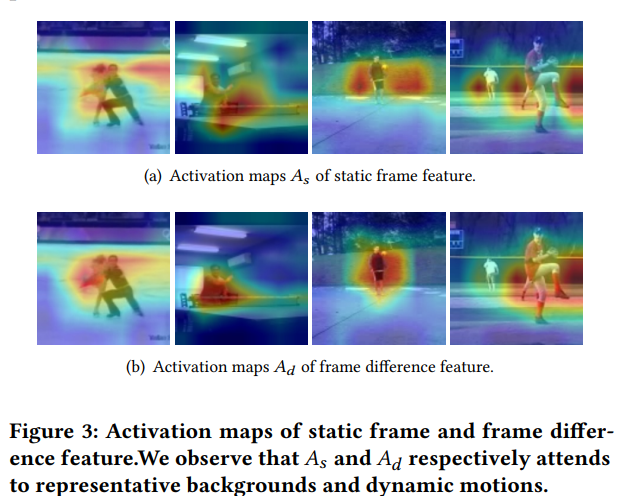 (a) Activation maps A_s of static frame feature.
(b) Activation maps A_d of frame difference feature.
Figure 3: Activation maps of static frame and frame differ-
ence feature.We observe that A_s and A_d respectively attends
to representative backgrounds and dynamic motions.